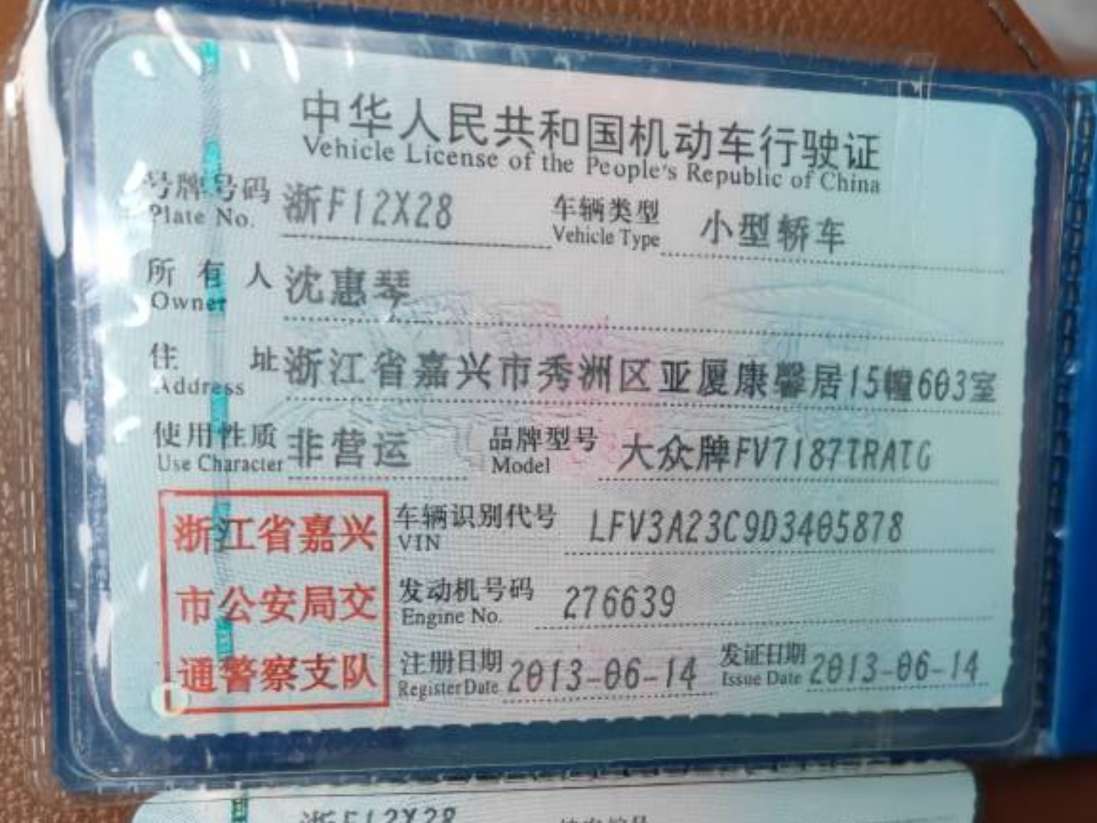 中华人民共和国机动车行驶证
Vehicle License of the People's Republic of China
号牌号码 浙F12X28 车辆类型 小型轿车
Plate No. Vehicle Type
所有人 沈惠琴
Owner
住址 浙江省嘉兴市秀洲区亚厦康馨居15幢603室
Address
使用性质 非营运 品牌型号 大众牌FV7187TRATG
Use Character Model
浙江省嘉兴
市公安局交
通警察支队
车辆识别代号 LFV3A23C9D3405878
VIN
发动机号码 276639
Engine No.
注册日期 2013-06-14 发证日期 2013-06-14
Register Date Issue Date
浙F12X28